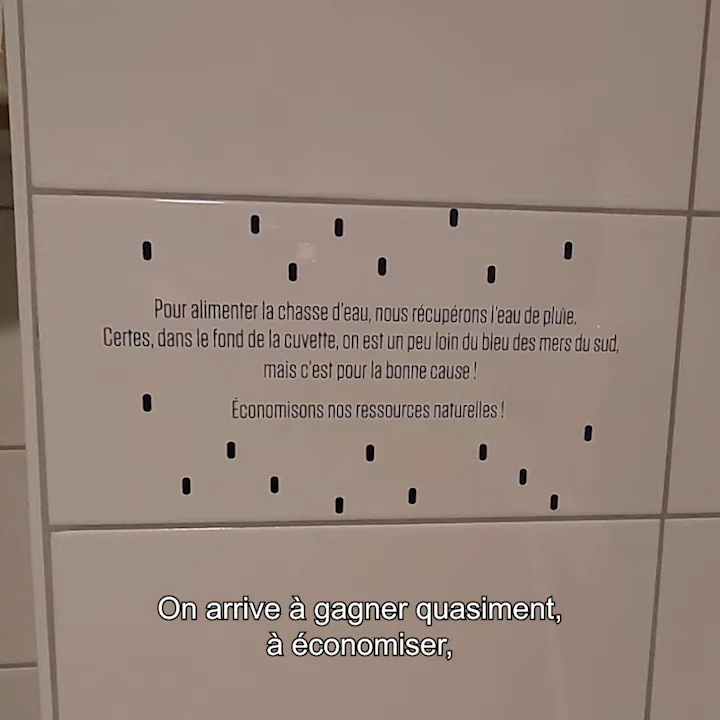 Pour alimenter la chasse d'eau, nous récupérons l'eau de pluie.
Certes, dans le fond de la cuvette, on est un peu loin du bleu des mers du sud,
mais c'est pour la bonne cause !
Économisons nos ressources naturelles !
On arrive à gagner quasiment,
à économiser,